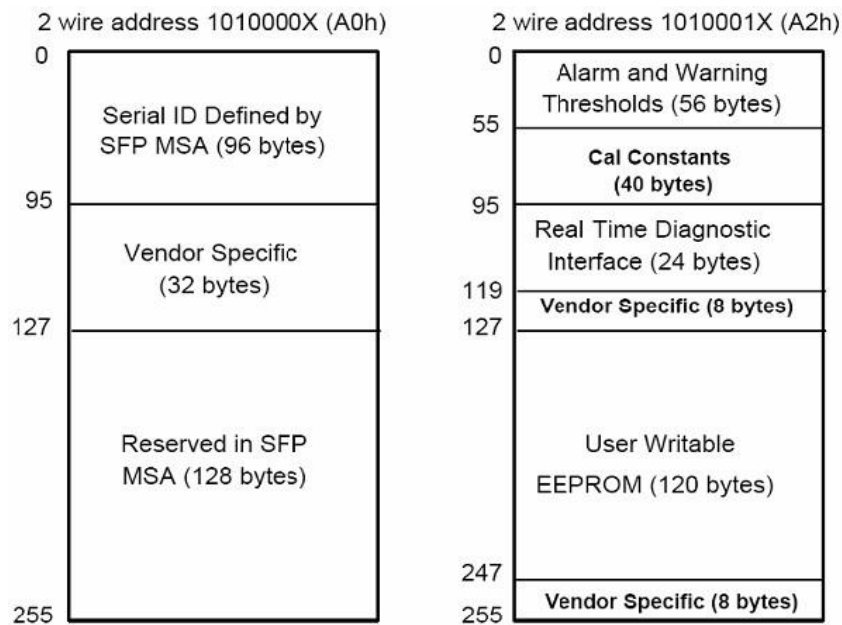 2 wire address 1010000X (A0h)
0
Serial ID Defined by
SFP MSA (96 bytes)
95
Vendor Specific
(32 bytes)
127
Reserved in SFP
MSA (128 bytes)
255
2 wire address 1010001X (A2h)
0
Alarm and Warning
Thresholds (56 bytes)
55
Cal Constants
(40 bytes)
95
Real Time Diagnostic
Interface (24 bytes)
119
Vendor Specific (8 bytes)
127
User Writable
EEPROM (120 bytes)
247
Vendor Specific (8 bytes)
255